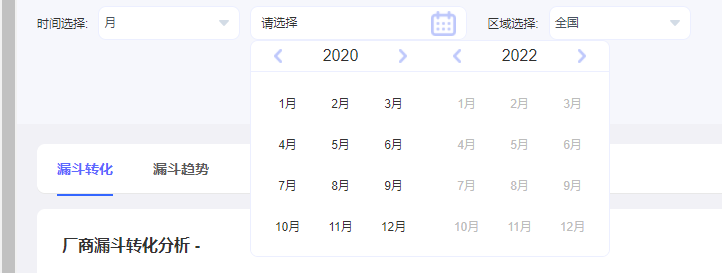 时间选择: 月 请选择 区域选择: 全国
2020 2022
1月 2月 3月 1月 2月 3月
4月 5月 6月 4月 5月 6月
漏斗转化 漏斗趋势
7月 8月 9月 7月 8月 9月
10月 11月 12月 10月 11月 12月
厂商漏斗转化分析 -